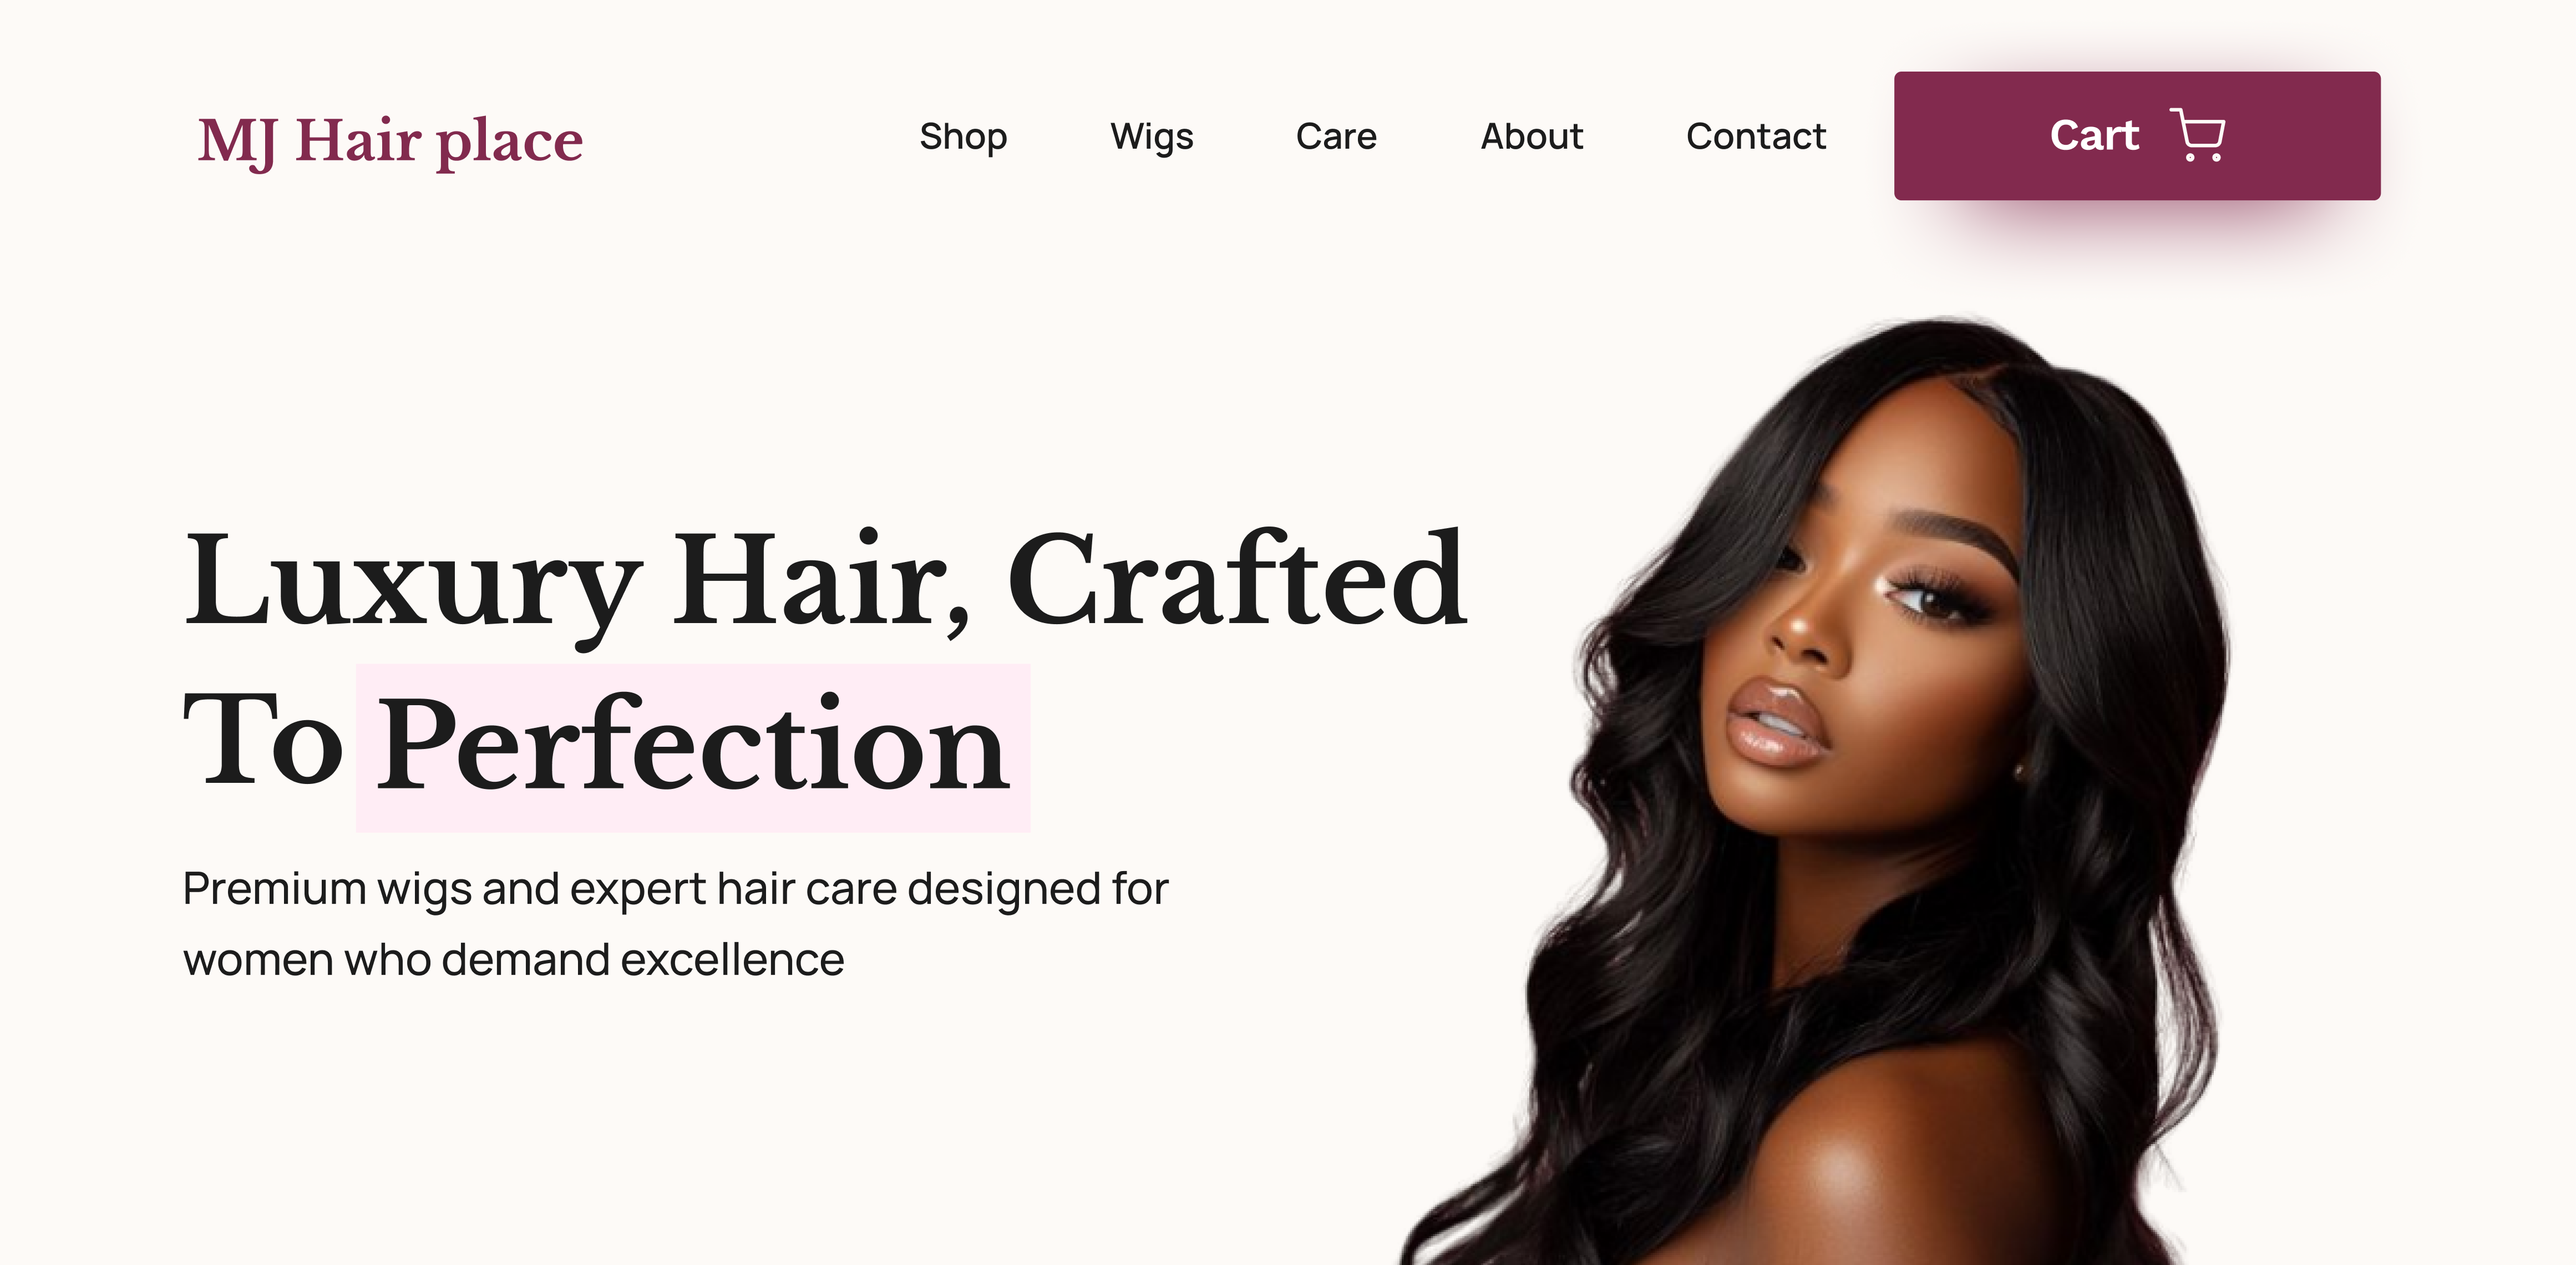 MJ Hair place
Shop Wigs Care About Contact Cart
Luxury Hair, Crafted
To Perfection
Premium wigs and expert hair care designed for
women who demand excellence